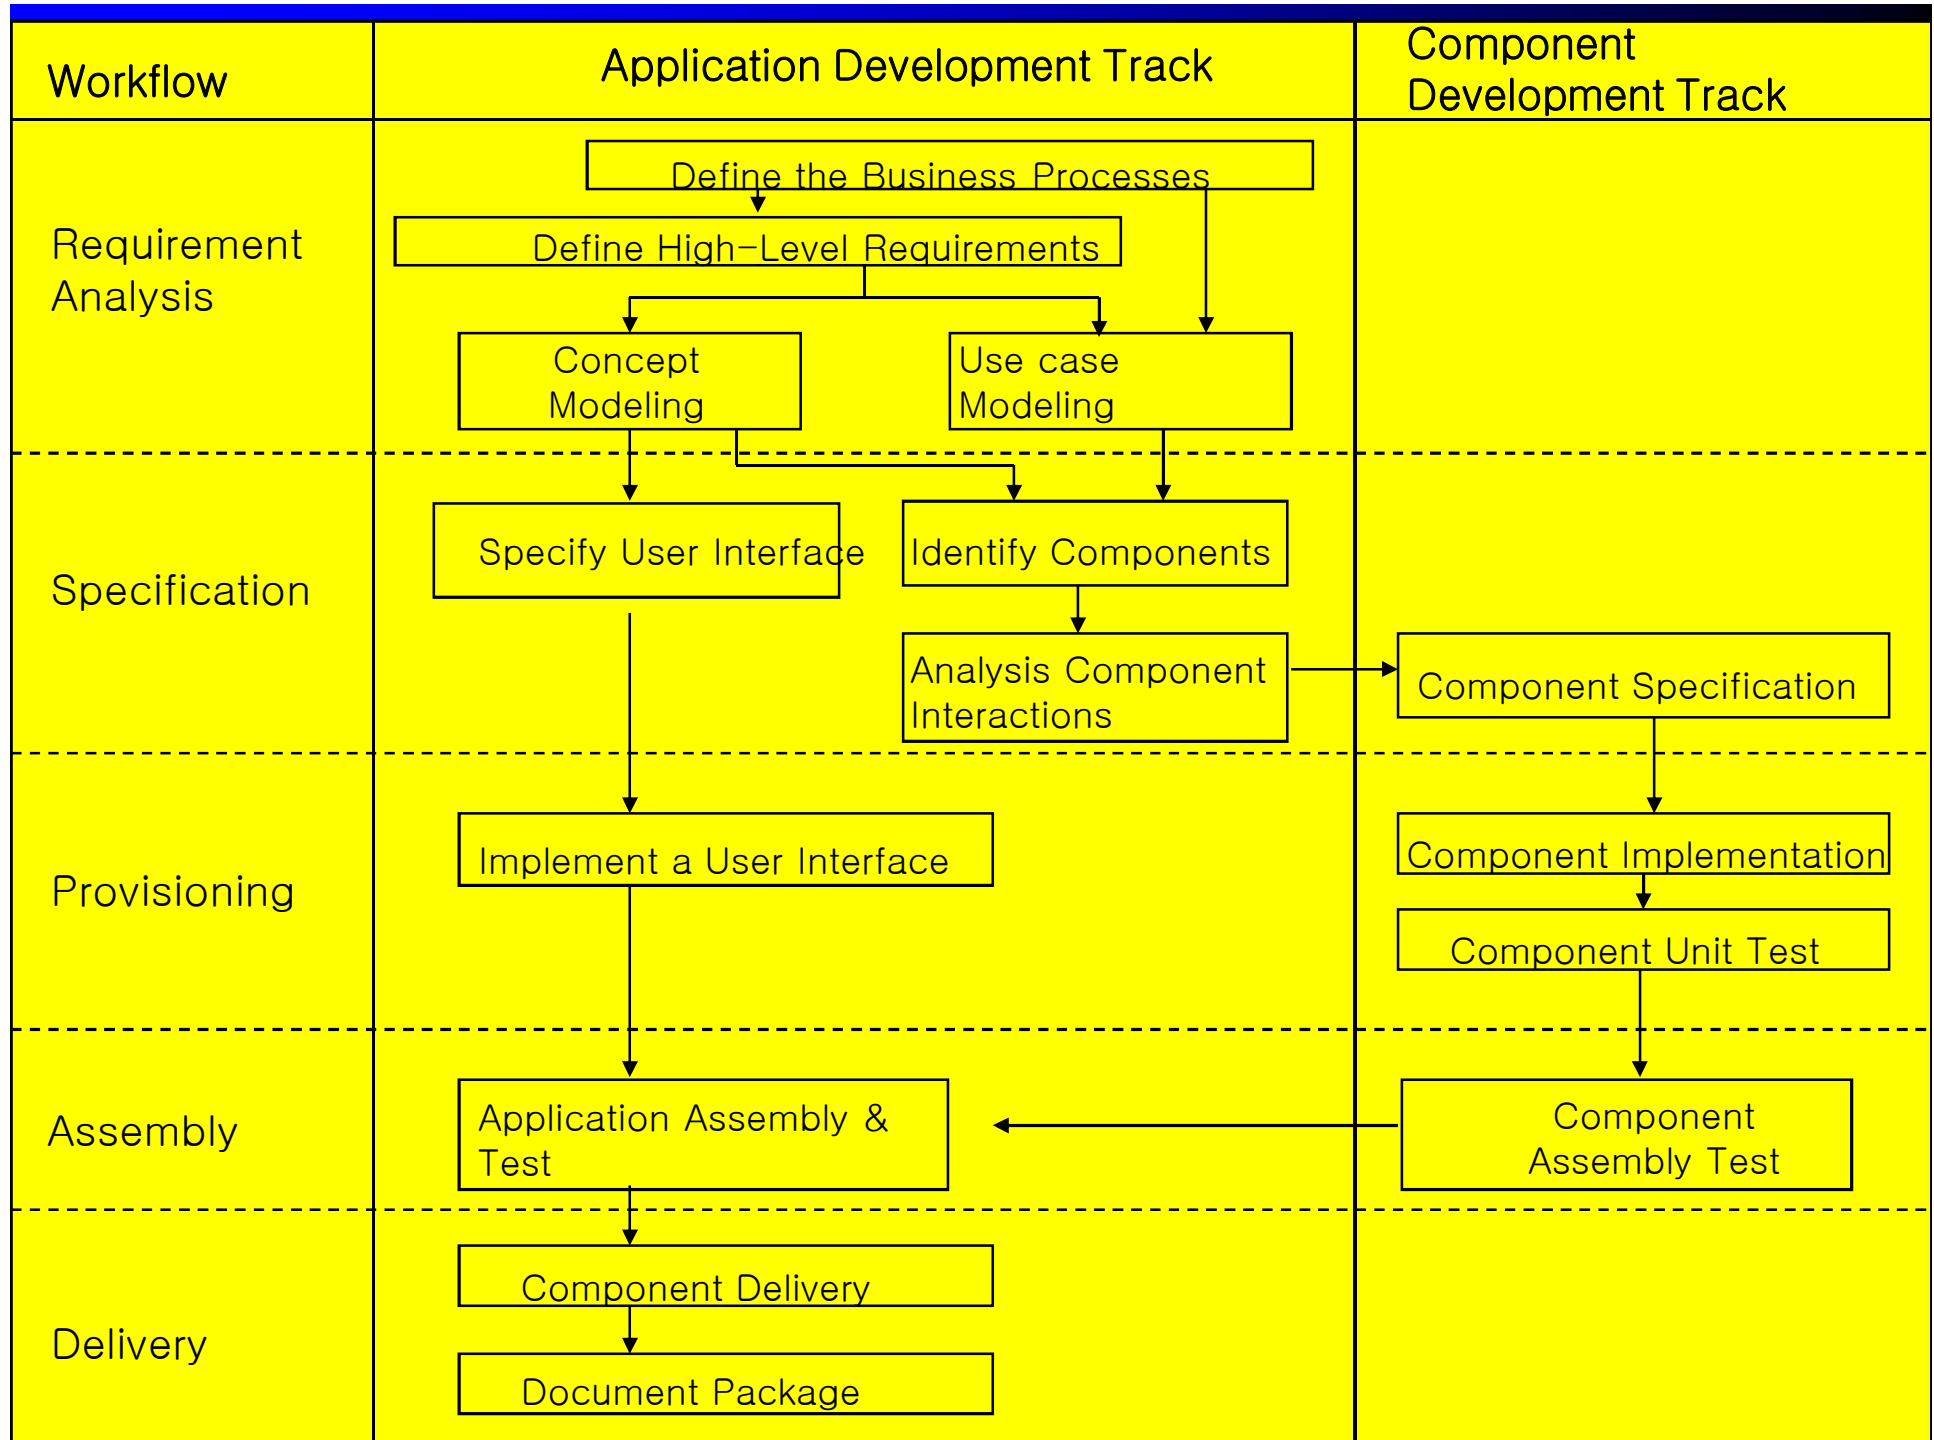 Workflow
Application Development Track
Component
Development Track
Requirement
Analysis
Define the Business Processes
Define High-Level Requirements
Concept
Modeling
Use case
Modeling
Specification
Specify User Interface
Identify Components
Analysis Component
Interactions
Component Specification
Provisioning
Implement a User Interface
Component Implementation
Component Unit Test
Assembly
Application Assembly &
Test
Component
Assembly Test
Delivery
Component Delivery
Document Package